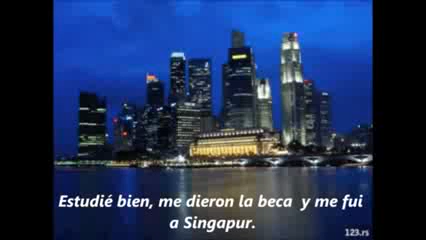 Estudié bien, me dieron la beca y me fui
a Singapur.
123.rs